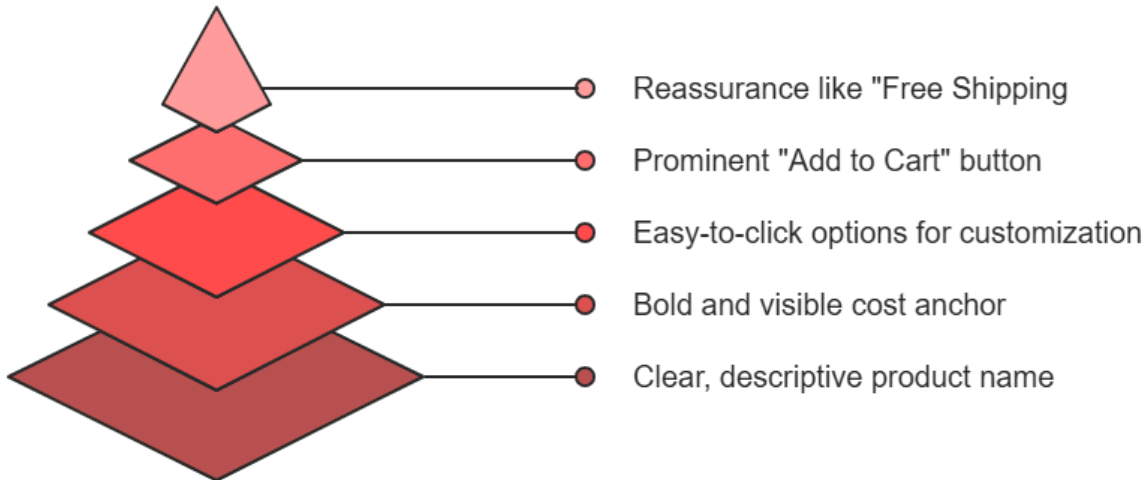 Reassurance like "Free Shipping
Prominent "Add to Cart" button
Easy-to-click options for customization
Bold and visible cost anchor
Clear, descriptive product name